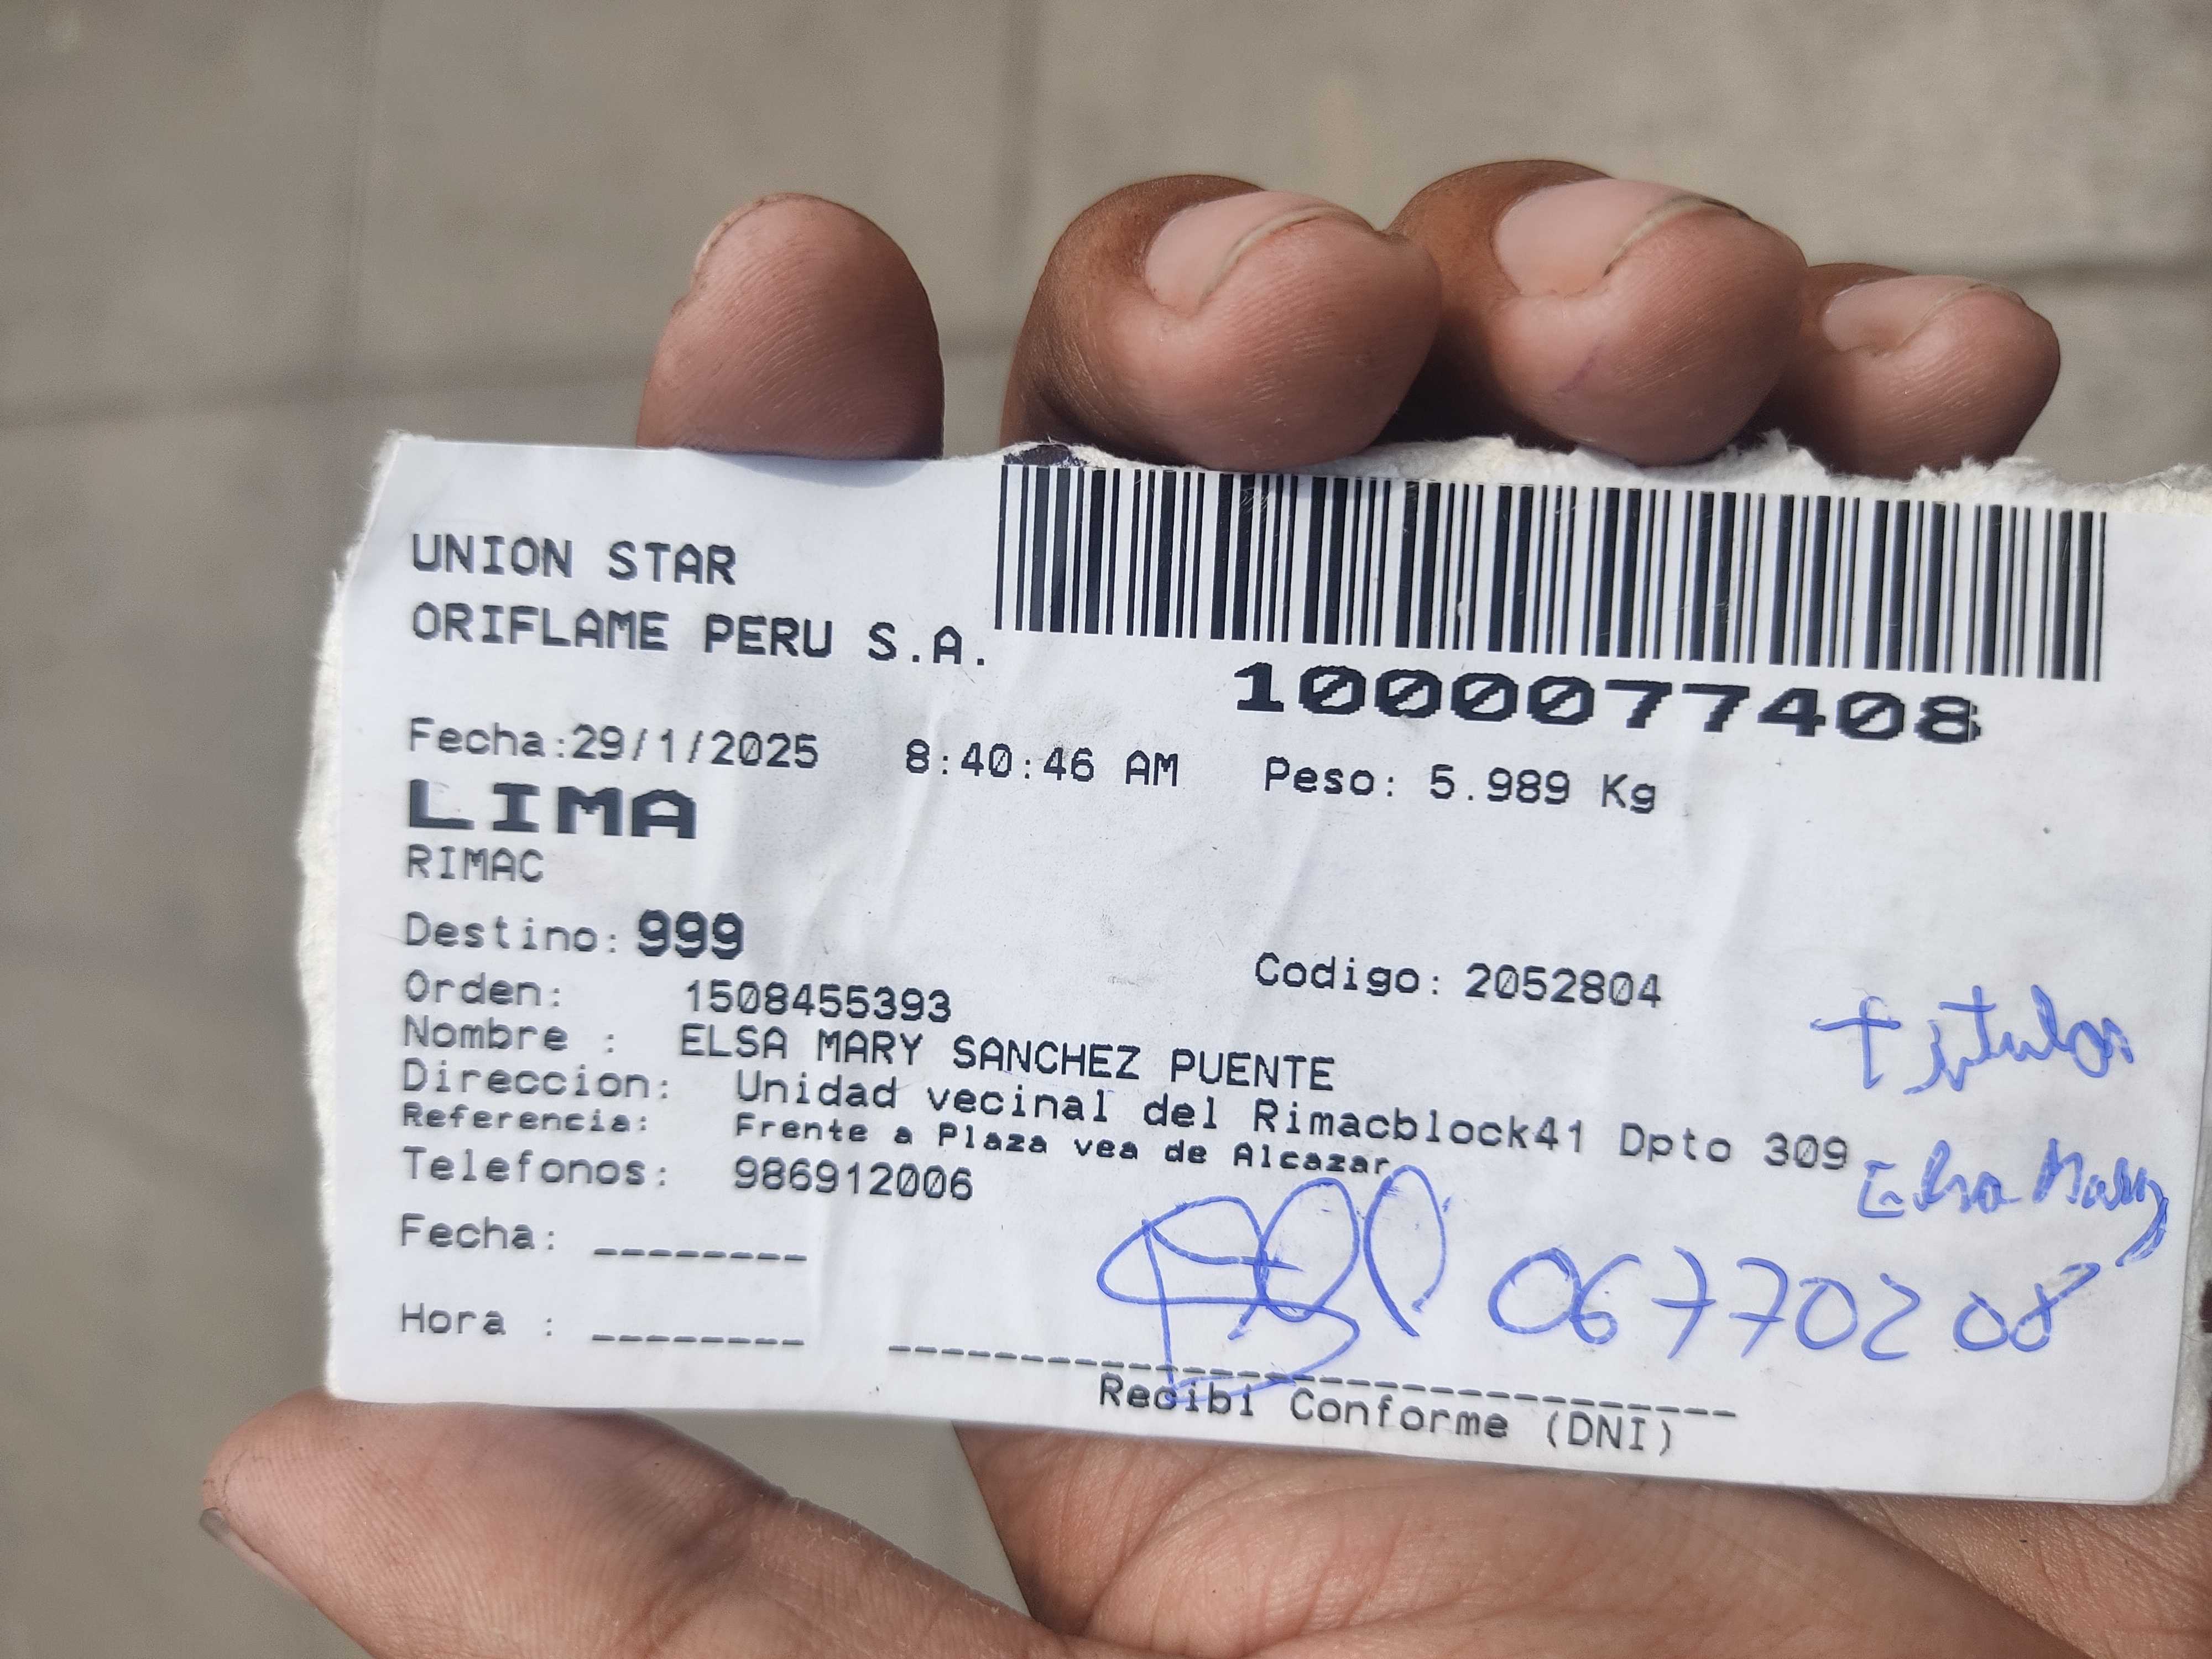 UNION STAR
ORIFLAME PERU S.A.
1000077408
Fecha:29/1/2025 8:40:46 AM Peso: 5.989 Kg
LIMA
RIMAC
Destino: 999
Codigo: 2052804
Orden: 1508455393
Nombre : ELSA MARY SANCHEZ PUENTE
Direccion: Unidad vecinal del Rimacblock41 Dpto 309
Referencia: Frente a Plaza vea de Alcazar
Telefonos: 986912006
titular
Elsa Mary
Fecha: --------
06770208
Hora : --------
Recibi Conforme (DNI)